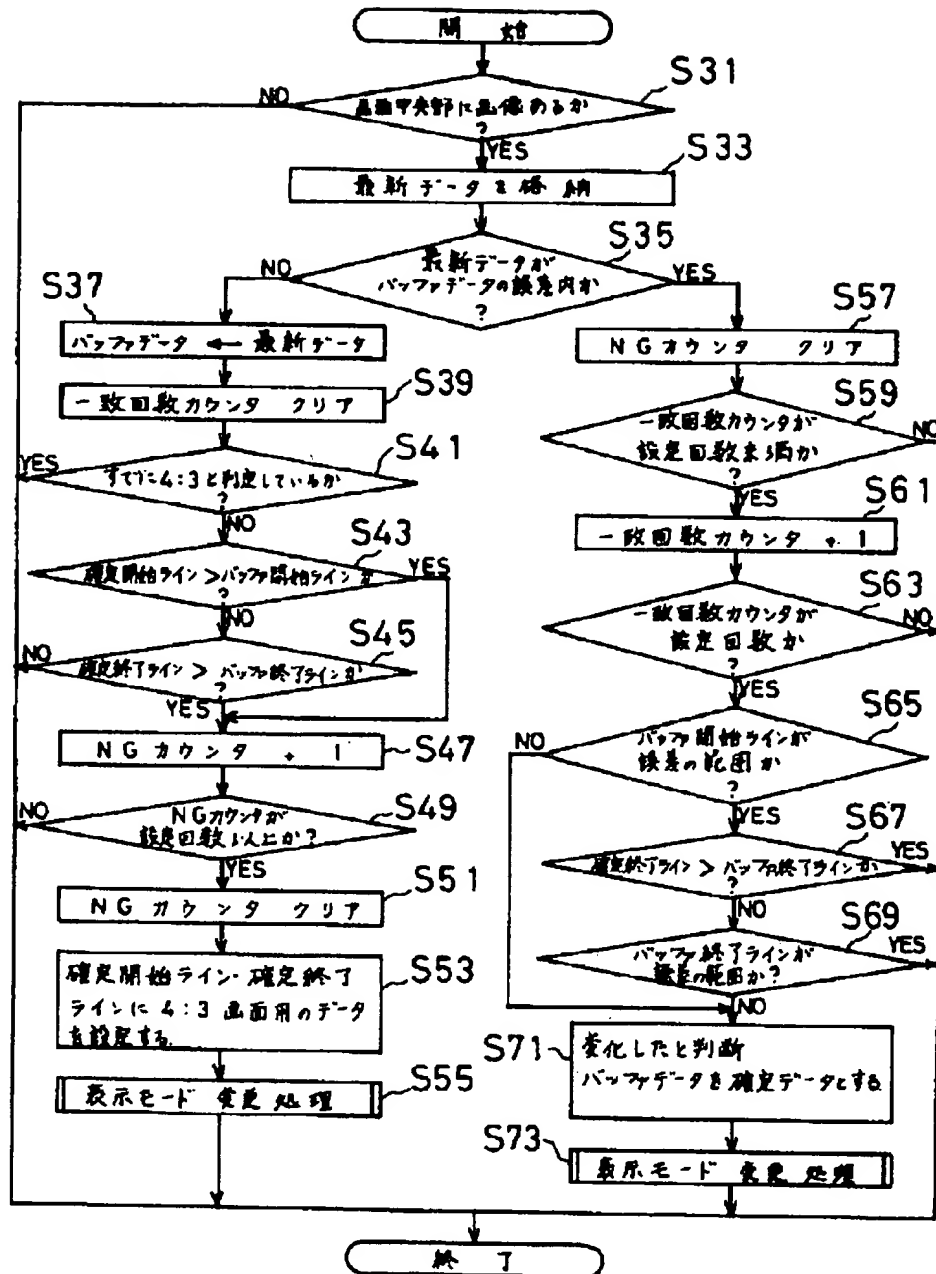 開始
S31
NO
画面中央部に画像あるか
?
YES
S33
最新データを格納
S35
NO
最新データが
バッファデータの誤差内か
?
YES
S37
バッファデータ ← 最新データ
S39
一致回数カウンタ クリア
S41
YES
すでに4:3と判定しているか
?
NO
S43
確定開始ライン>バッファ開始ラインか
?
YES
NO
S45
NO
確定終了ライン > バッファ終了ラインか
?
YES
NGカウンタ + 1
S47
S49
NO
NGカウンタが
設定回数以上か?
YES
S51
NGカウンタ クリア
確定開始ライン・確定終了
ラインに 4:3 画面用のデータ
を設定する.
S53
表示モード 変更処理
S55
S57
NGカウンタ クリア
S59
一致回数カウンタが
設定回数未満か
?
NO
YES
S61
一致回数カウンタ + 1
S63
一致回数カウンタが
設定回数か
?
NO
YES
S65
NO
バッファ開始ラインが
誤差の範囲か
?
YES
S67
確定終了ライン > バッファ終了ラインか
?
YES
NO
S69
バッファ終了ラインが
誤差の範囲か?
YES
NO
S71
変化したと判断
バッファデータを確定データとする
S73
表示モード 変更処理
終了